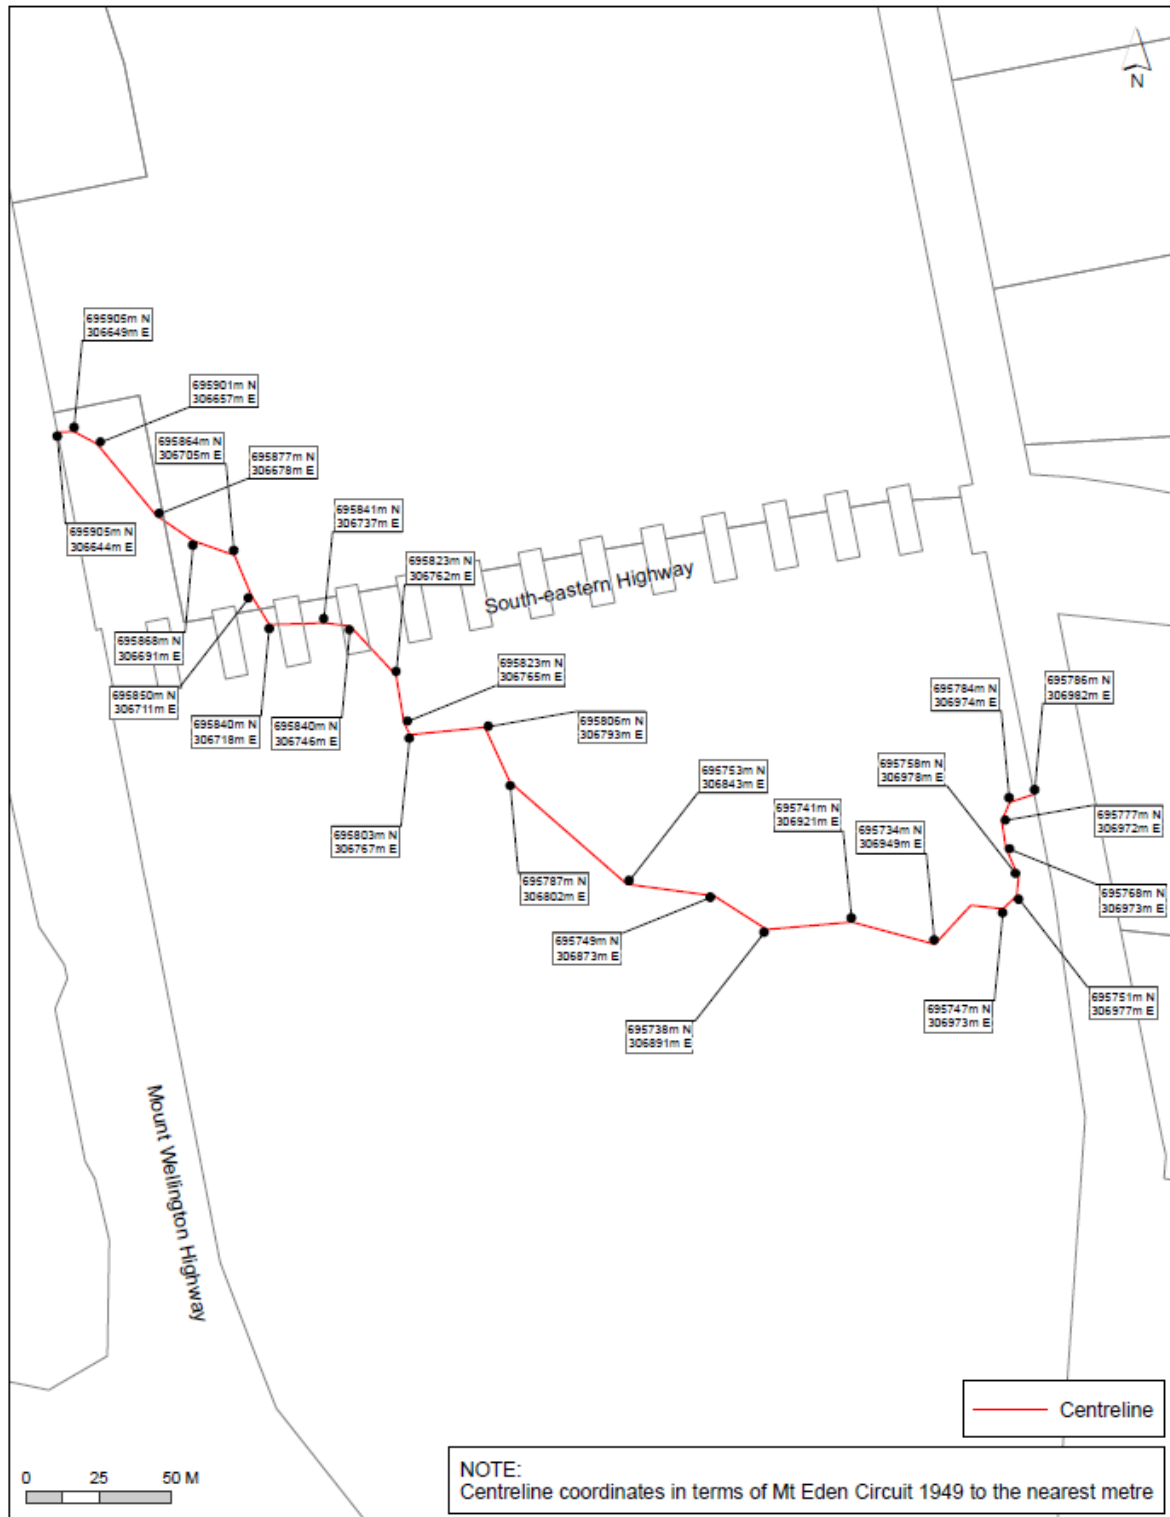 N
695905m N
306649m E
695901m N
306657m E
695864m N
306705m E
695877m N
306678m E
695841m N
306737m E
695905m N
306644m E
695823m N
306762m E
South-eastern Highway
695868m N
306691m E
695823m N
306765m E
695850m N
306711m E
695840m N
306718m E
695840m N
306746m E
695806m N
306793m E
695784m N
306974m E
695786m N
306982m E
695753m N
306843m E
695758m N
306978m E
695741m N
306921m E
695734m N
306949m E
695777m N
306972m E
695803m N
306767m E
695787m N
306802m E
695768m N
306973m E
695749m N
306873m E
695738m N
306891m E
695747m N
306973m E
695751m N
306977m E
Mount Wellington Highway
Centreline
0 25 50 M
NOTE:
Centreline coordinates in terms of Mt Eden Circuit 1949 to the nearest metre